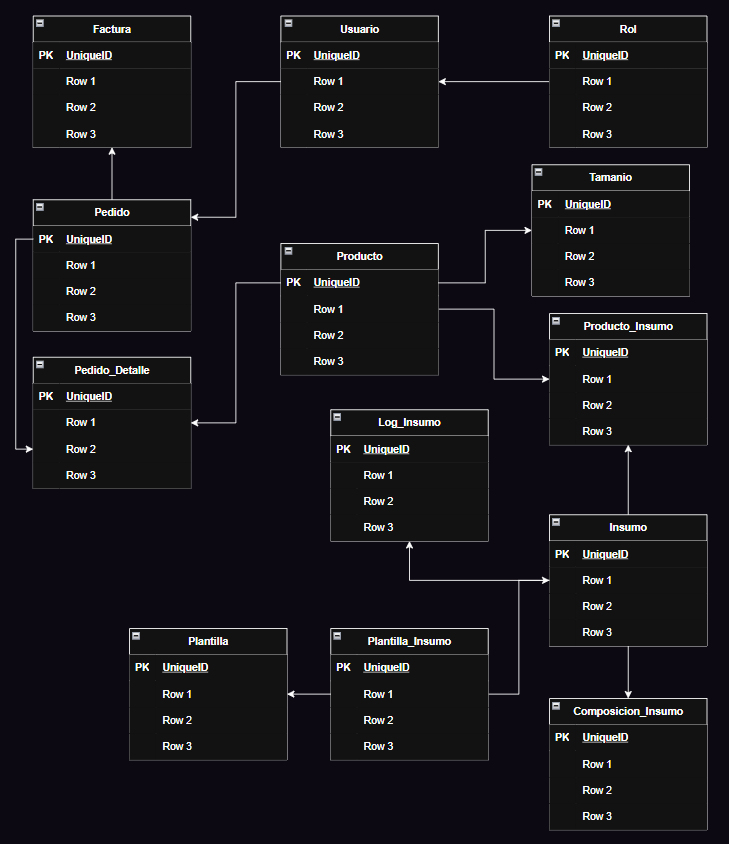 Factura
PK UniqueID
Row 1
Row 2
Row 3
Usuario
PK UniqueID
Row 1
Row 2
Row 3
Rol
PK UniqueID
Row 1
Row 2
Row 3
Tamanio
PK UniqueID
Row 1
Row 2
Row 3
Pedido
PK UniqueID
Row 1
Row 2
Row 3
Producto
PK UniqueID
Row 1
Row 2
Row 3
Producto_Insumo
PK UniqueID
Row 1
Row 2
Row 3
Pedido_Detalle
PK UniqueID
Row 1
Row 2
Row 3
Log_Insumo
PK UniqueID
Row 1
Row 2
Row 3
Insumo
PK UniqueID
Row 1
Row 2
Row 3
Plantilla
PK UniqueID
Row 1
Row 2
Row 3
Plantilla_Insumo
PK UniqueID
Row 1
Row 2
Row 3
Composicion_Insumo
PK UniqueID
Row 1
Row 2
Row 3